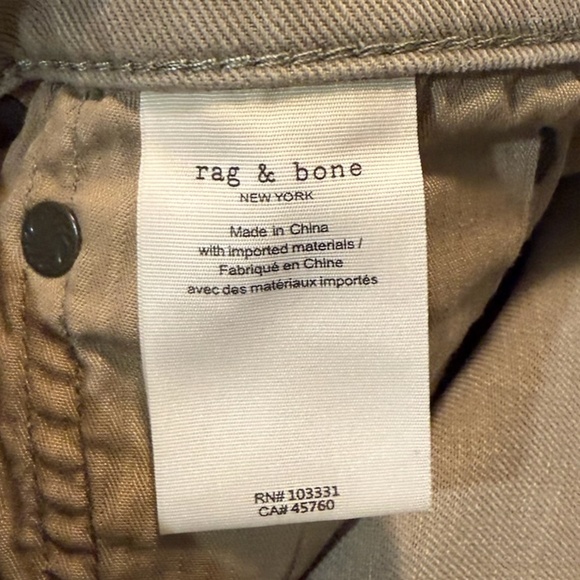 rag & bone
NEW YORK
Made in China
with imported materials /
Fabriqué en Chine
avec des matériaux importés
RN# 103331
CA# 45760